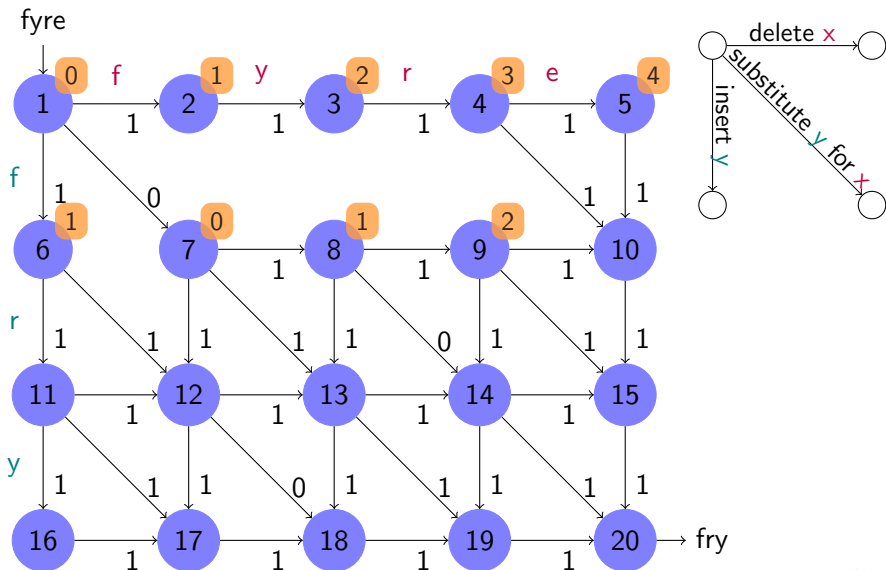 fyre
0 1 2 3 4
f y r e
1 2 3 4 5
1 1 1 1
delete x
insert y
substitute y for x
f 1 0 1 1
1 0 1 2
6 7 8 9 10
1 1 1
r 1 1 1 1 1 0 1 1 1
11 12 13 14 15
1 1 1 1
y 1 1 1 0 1 1 1 1 1
16 17 18 19 20 fry
1 1 1 1